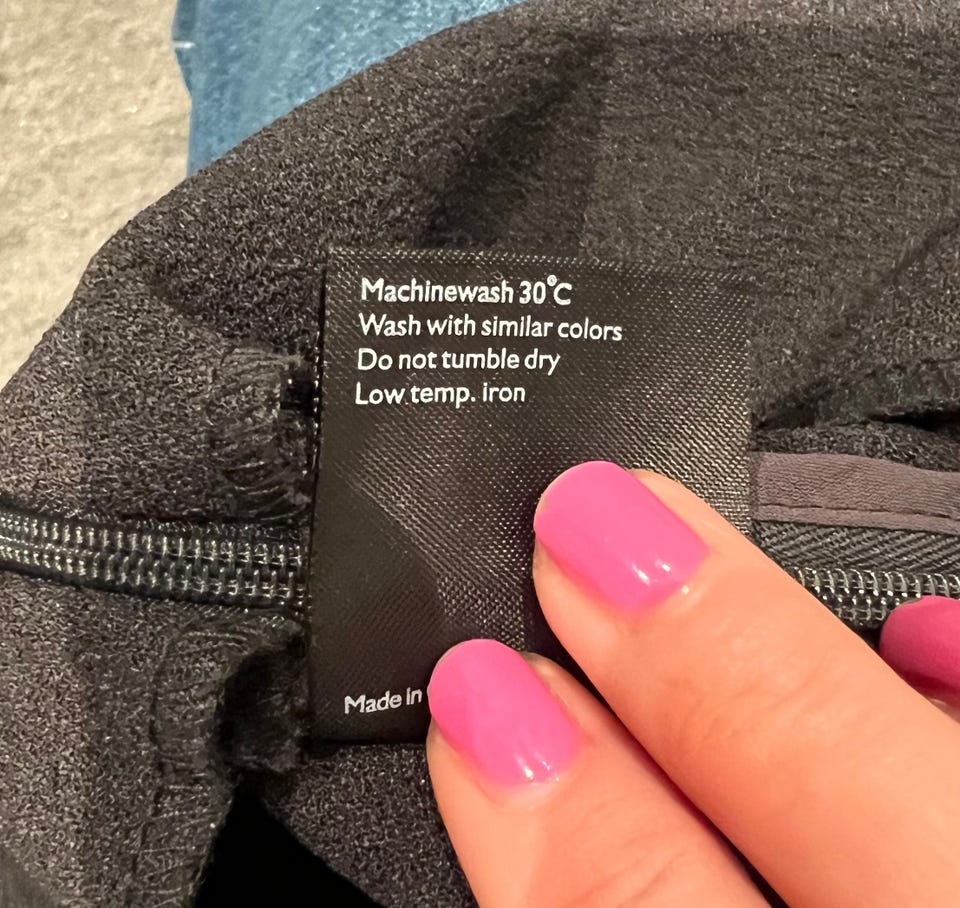 Machinewash 30°C
Wash with similar colors
Do not tumble dry
Low temp. iron
Made in